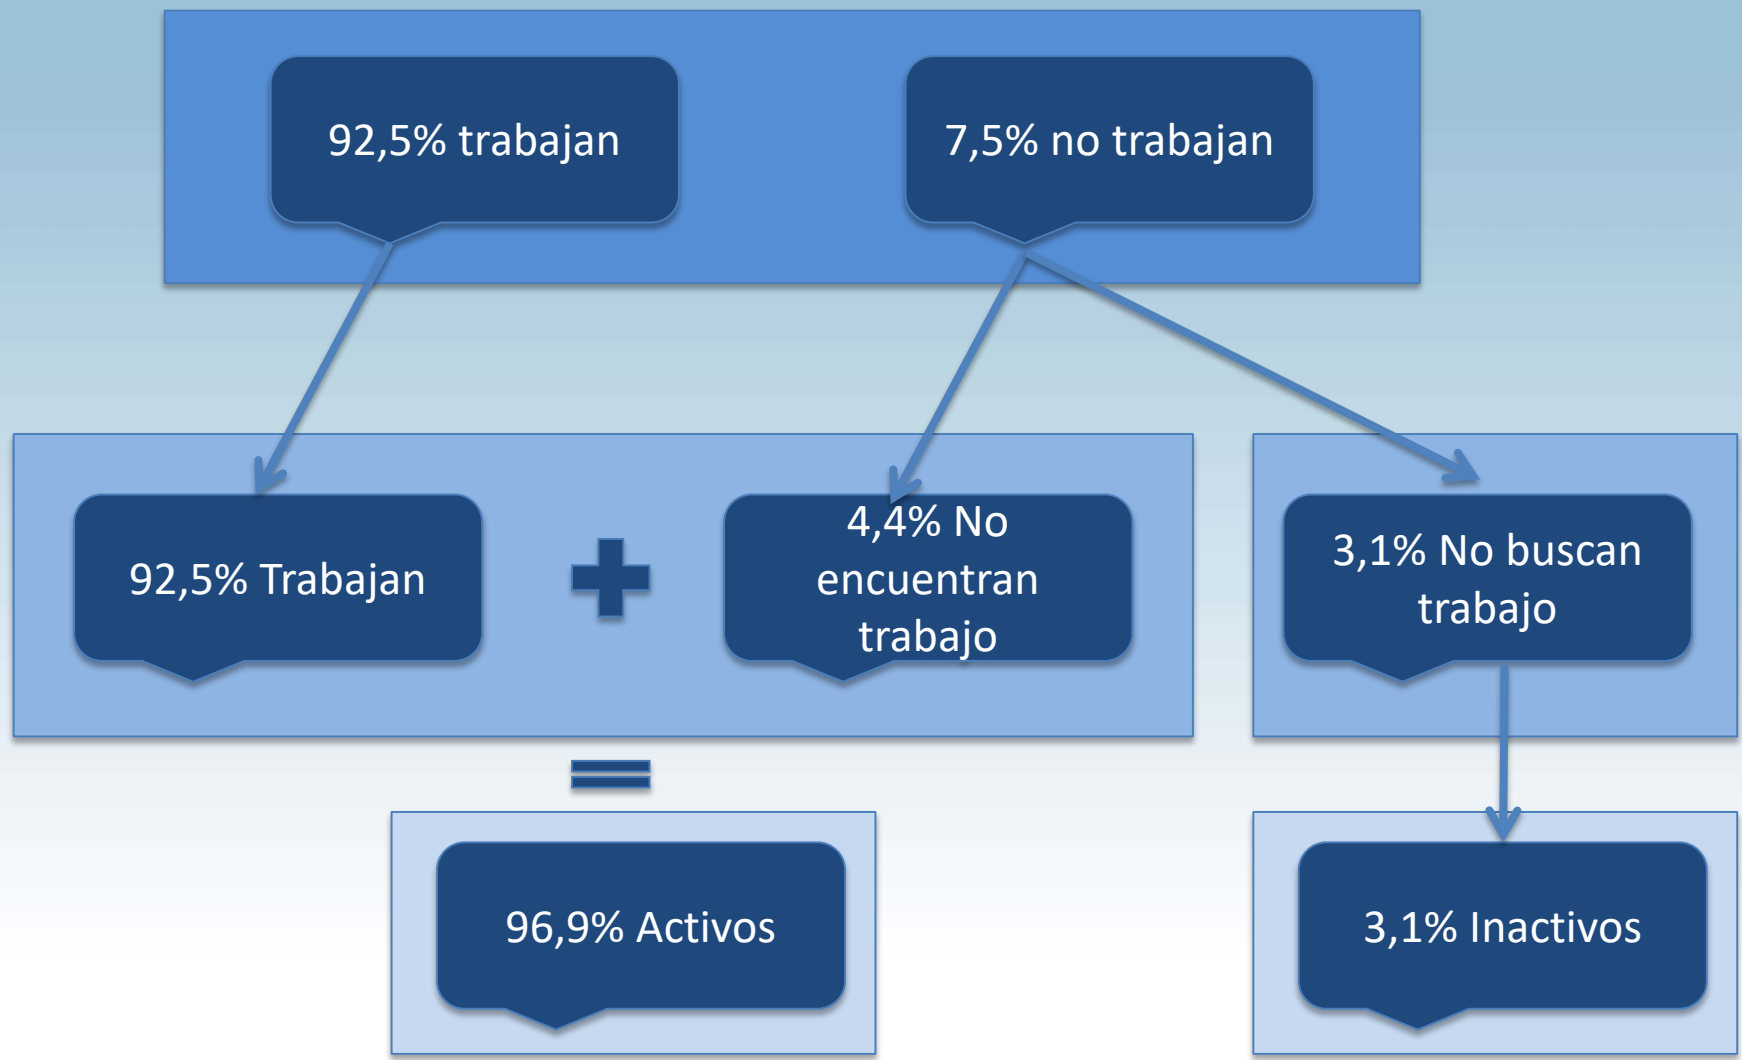 92,5% trabajan
7,5% no trabajan
92,5% Trabajan
4,4% No
encuentran
trabajo
3,1% No buscan
trabajo
96,9% Activos
3,1% Inactivos